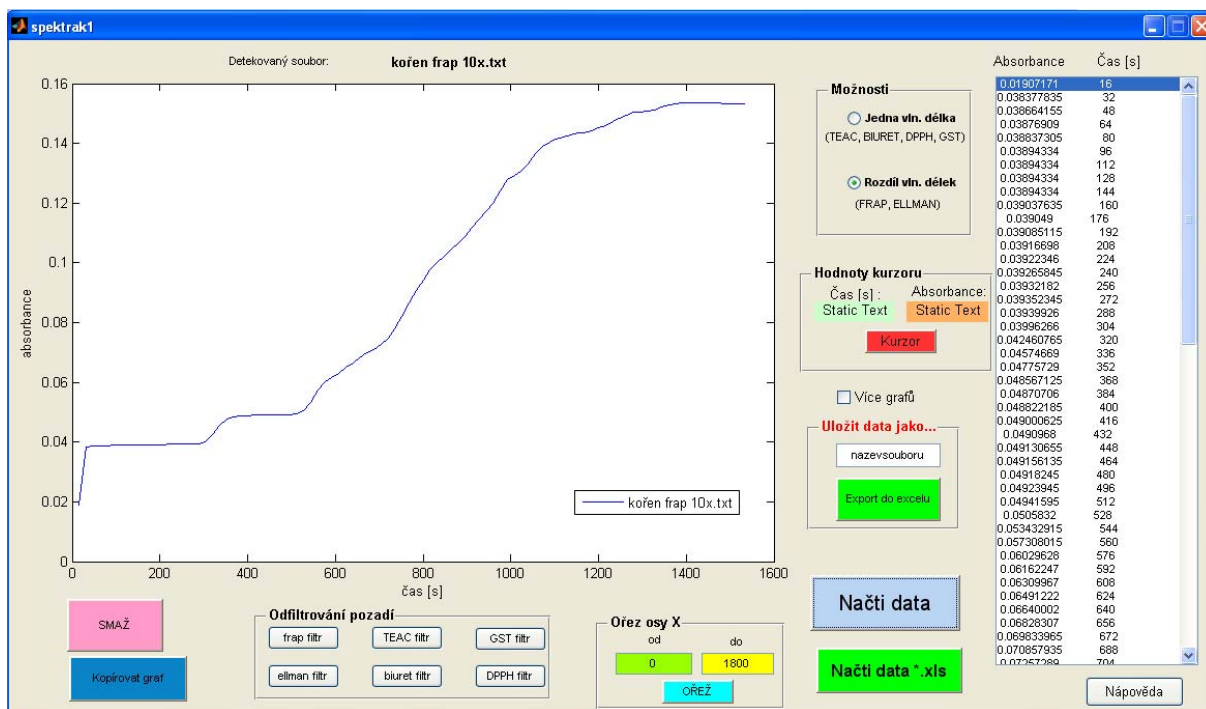 spektrak1
Detekovaný soubor: kořen frap 10x.txt
0.16
0.14
0.12
0.1
0.08
0.06
0.04
0.02
0
absorbance
0 200 400 600 800 1000 1200 1400 1600
čas [s]
kořen frap 10x.txt
Možnosti
Jedna vln. délka
(TEAC, BIURET, DPPH, GST)
Rozdíl vln. délek
(FRAP, ELLMAN)
Hodnoty kurzoru
Čas [s] : Absorbance:
Static Text Static Text
Kurzor
Více grafů
Uložit data jako...
nazevsouboru
Export do excelu
Načti data
Načti data *.xls
SMAŽ
Kopírovat graf
Odfiltrování pozadí
frap filtr TEAC filtr GST filtr
ellman filtr biuret filtr DPPH filtr
Ořez osy X
od do
0 1800
OŘEŽ
Absorbance Čas [s]
0.01907171 16
0.038377835 32
0.038664155 48
0.03876909 64
0.038837305 80
0.03894334 96
0.03894334 112
0.03894334 128
0.03894334 144
0.039037635 160
0.039049 176
0.039085115 192
0.03916698 208
0.03922346 224
0.039265845 240
0.03932182 256
0.039352345 272
0.03939926 288
0.03996266 304
0.042460765 320
0.04574669 336
0.04775729 352
0.048567125 368
0.04870706 384
0.048822185 400
0.049000625 416
0.0490968 432
0.049130655 448
0.049156135 464
0.04918245 480
0.04923945 496
0.04941595 512
0.0505832 528
0.053432915 544
0.057308015 560
0.06029628 576
0.06162247 592
0.06309967 608
0.06491222 624
0.06640002 640
0.06828307 656
0.069833965 672
0.070857935 688
0.07257289 704
Nápověda